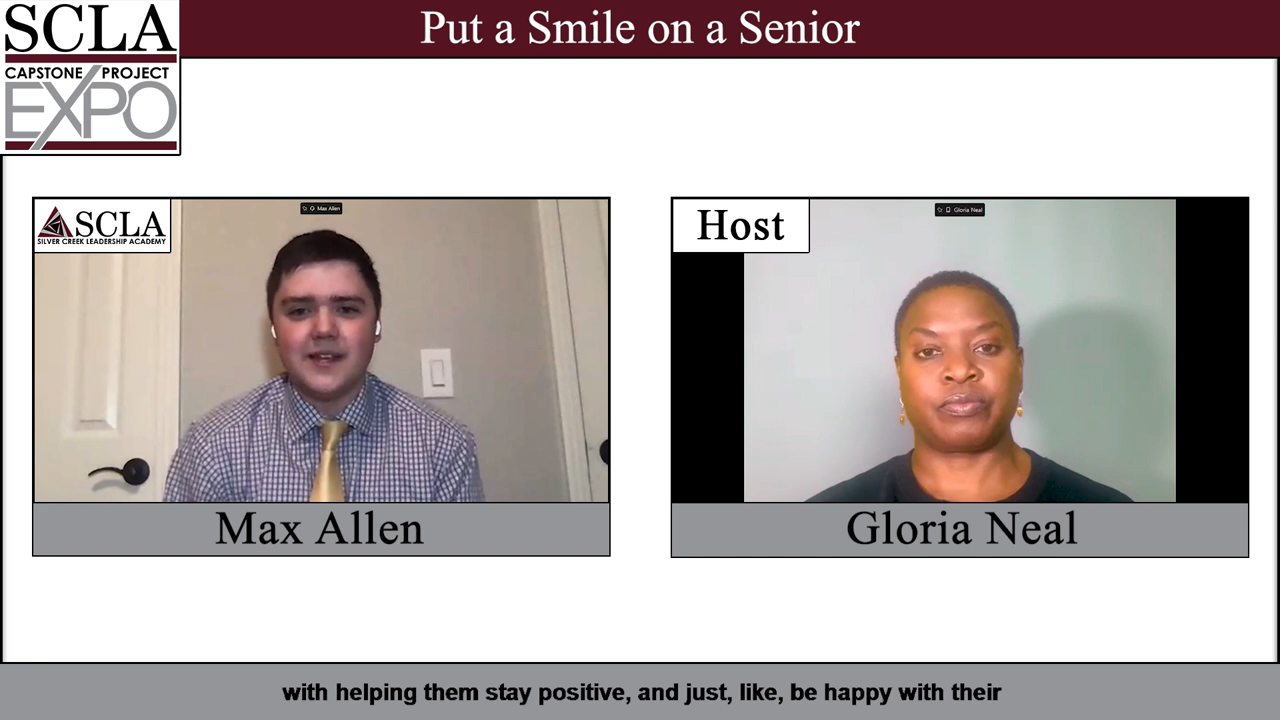 SCLA
CAPSTONE PROJECT
EXPO
Put a Smile on a Senior
SCLA
SILVER CREEK LEADERSHIP ACADEMY
Max Allen
Host
Gloria Neal
Max Allen
Gloria Neal
with helping them stay positive, and just, like, be happy with their